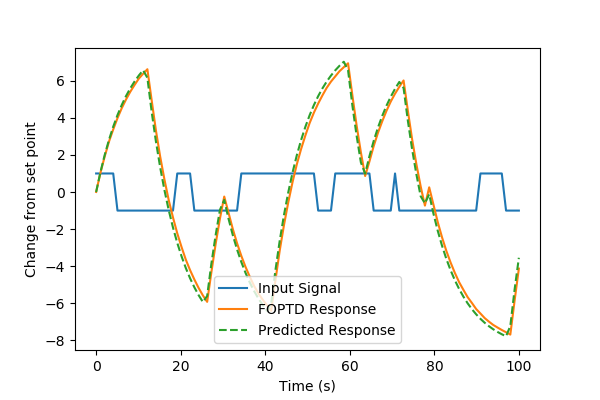 6
4
2
0
−2
−4
−6
−8
Change from set point
Input Signal
FOPTD Response
Predicted Response
0 20 40 60 80 100
Time (s)